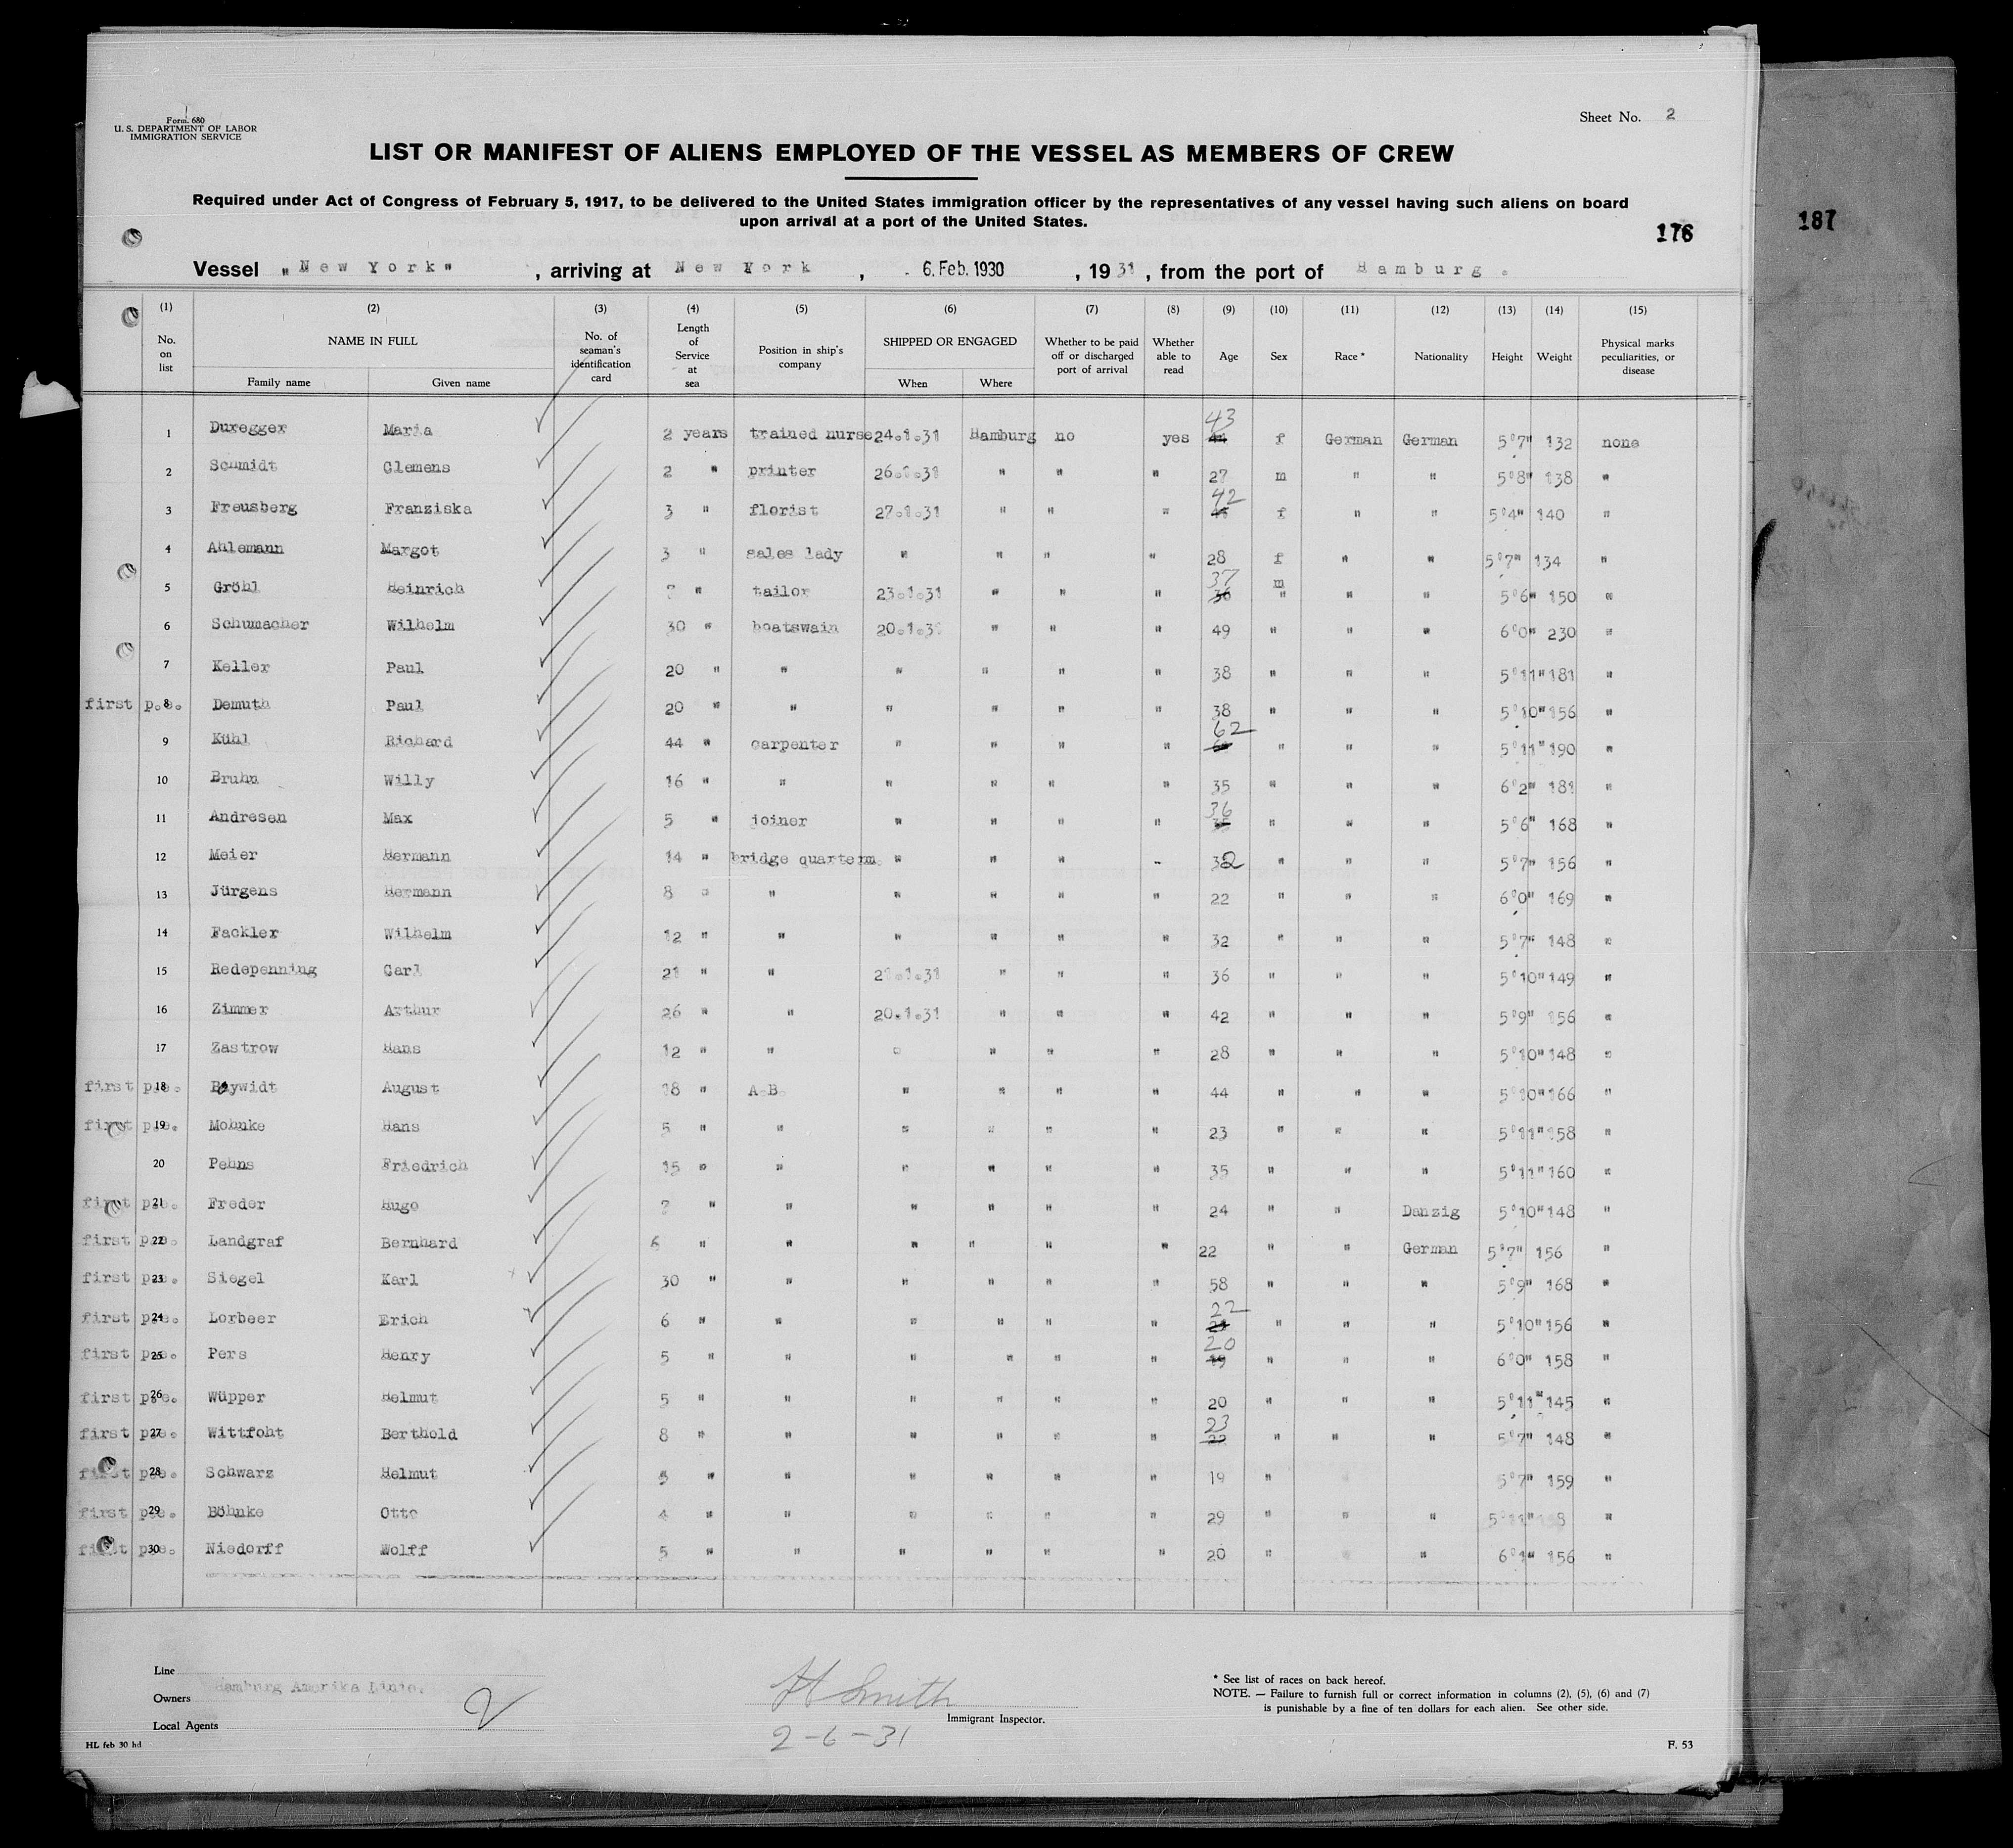 Form 680
U. S. DEPARTMENT OF LABOR
IMMIGRATION SERVICE
Sheet No. 2
LIST OR MANIFEST OF ALIENS EMPLOYED OF THE VESSEL AS MEMBERS OF CREW
Required under Act of Congress of February 5, 1917, to be delivered to the United States immigration officer by the representatives of any vessel having such aliens on board
upon arrival at a port of the United States.
176
187
Vessel "New York" , arriving at New York , 6. Feb. 1930 , 19 31 , from the port of Hamburg.
(1) (2) (3) (4) (5) (6) (7) (8) (9) (10) (11) (12) (13) (14) (15)
No. on list NAME IN FULL Family name Given name No. of seaman's identification card Length of Service at sea Position in ship's company SHIPPED OR ENGAGED When Where Whether to be paid off or discharged port of arrival Whether able to read Age Sex Race * Nationality Height Weight Physical marks peculiarities, or disease
1 Duregger Maria 2 years trained nurse 24.1.31 Hamburg no yes 43 44 f German German 5'7" 132 none
2 Schmidt Clemens 2 " printer 26.1.31 " " " 27 m " " 5'8" 138 "
3 Freusberg Franziska 3 " florist 27.1.31 " " " 42 f " " 5'4" 140 "
4 Ahlemann Margot 3 " sales lady " " " " 28 f " " 5'7" 134 "
5 Gröhl Heinrich " tailor 23.1.31 " " " 37 36 m " " " 5'6" 150 "
6 Schumacher Wilhelm 30 " boatswain 20.1.31 " " " 49 " " " 6'0" 230 "
7 Keller Paul 20 " " " " " " 38 " " " 5'11" 181 "
first p.e. 8 Demuth Paul 20 " " " " " " 38 " " " 5'10" 156 "
9 Kühl Richard 44 " carpenter " " " " 62 " " " 5'11" 190 "
10 Bruhn Willy 16 " " " " " " 35 " " " 6'2" 181 "
11 Andresen Max 5 " joiner " " " " 36 " " " 5'6" 168 "
12 Meier Hermann 14 " bridge quarterm. " " " " 32 " " " 5'7" 156 "
13 Jürgens Hermann 8 " " " " " " 22 " " " 6'0" 169 "
14 Fackler Wilhelm 12 " " " " " " 32 " " " 5'7" 148 "
15 Redepenning Carl 21 " " 21.1.31 " " " 36 " " " 5'10" 149 "
16 Zimmer Arthur 26 " " 20.1.31 " " " 42 " " " 5'9" 156 "
17 Zastrow Hans 12 " " " " " " 28 " " " 5'10" 148 "
first p.e. 18 August 18 " A.B. " " " " 44 " " " 5'10" 166 "
first p.e. 19 Mohnke Hans 5 " " " " " " 23 " " " 5'11" 158 "
20 Pehns Friedrich 15 " " " " " " 35 " " " 5'11" 160 "
first p.e. 21 Freder Hugo " " " " " " 24 " " Danzig 5'10" 148 "
first p.e. 22 Landgraf Bernhard 6 " " " " " " 22 " " German 5'7" 156 "
first p.e. 23 Siegel Karl 30 " " " " " " 58 " " " 5'9" 168 "
first p.e. 24 Lorbeer Erich 6 " " " " " " 22 " " " 5'10" 156 "
first p.e. 25 Pers Henry 5 " " " " " " 20 19 " " " 6'0" 158 "
first p.e. 26 Wüpper Helmut 5 " " " " " " 20 " " " 5'11" 145 "
first p.e. 27 Wittfoht Berthold 8 " " " " " " 23 22 " " " 5'7" 148 "
first p.e. 28 Schwarz Helmut 5 " " " " " " 19 " 5'7" 159 "
first p.e. 29 Böhnke Otto 4 " " " " " " 29 " " " 5'11" "
first p.e. 30 Niedorff Wolff 5 " " " " " " 20 " " " 6'1" 156 "
Line
Owners Hamburg Amerika Linie.
Local Agents
H Smith
Immigrant Inspector.
2-6-31
* See list of races on back hereof.
NOTE. — Failure to furnish full or correct information in columns (2), (5), (6) and (7)
is punishable by a fine of ten dollars for each alien. See other side.
HL feb 30 hd
F. 53